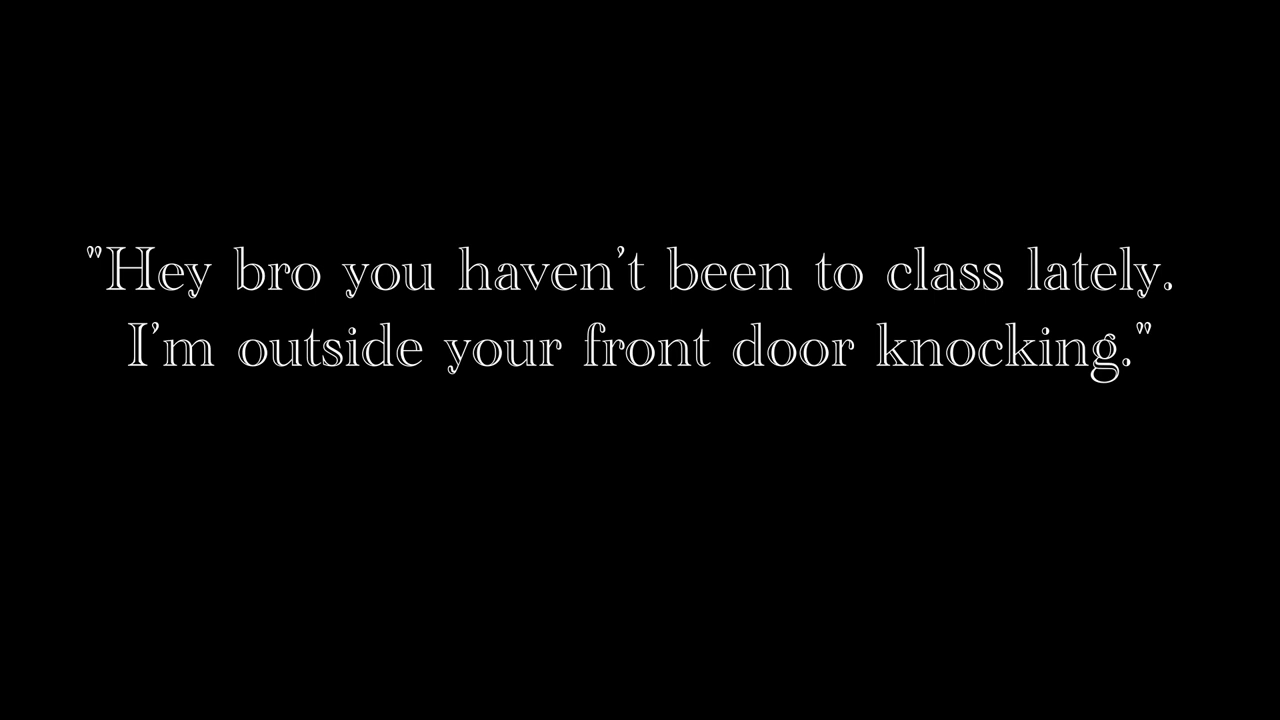 "Hey bro you haven't been to class lately.
I'm outside your front door knocking."